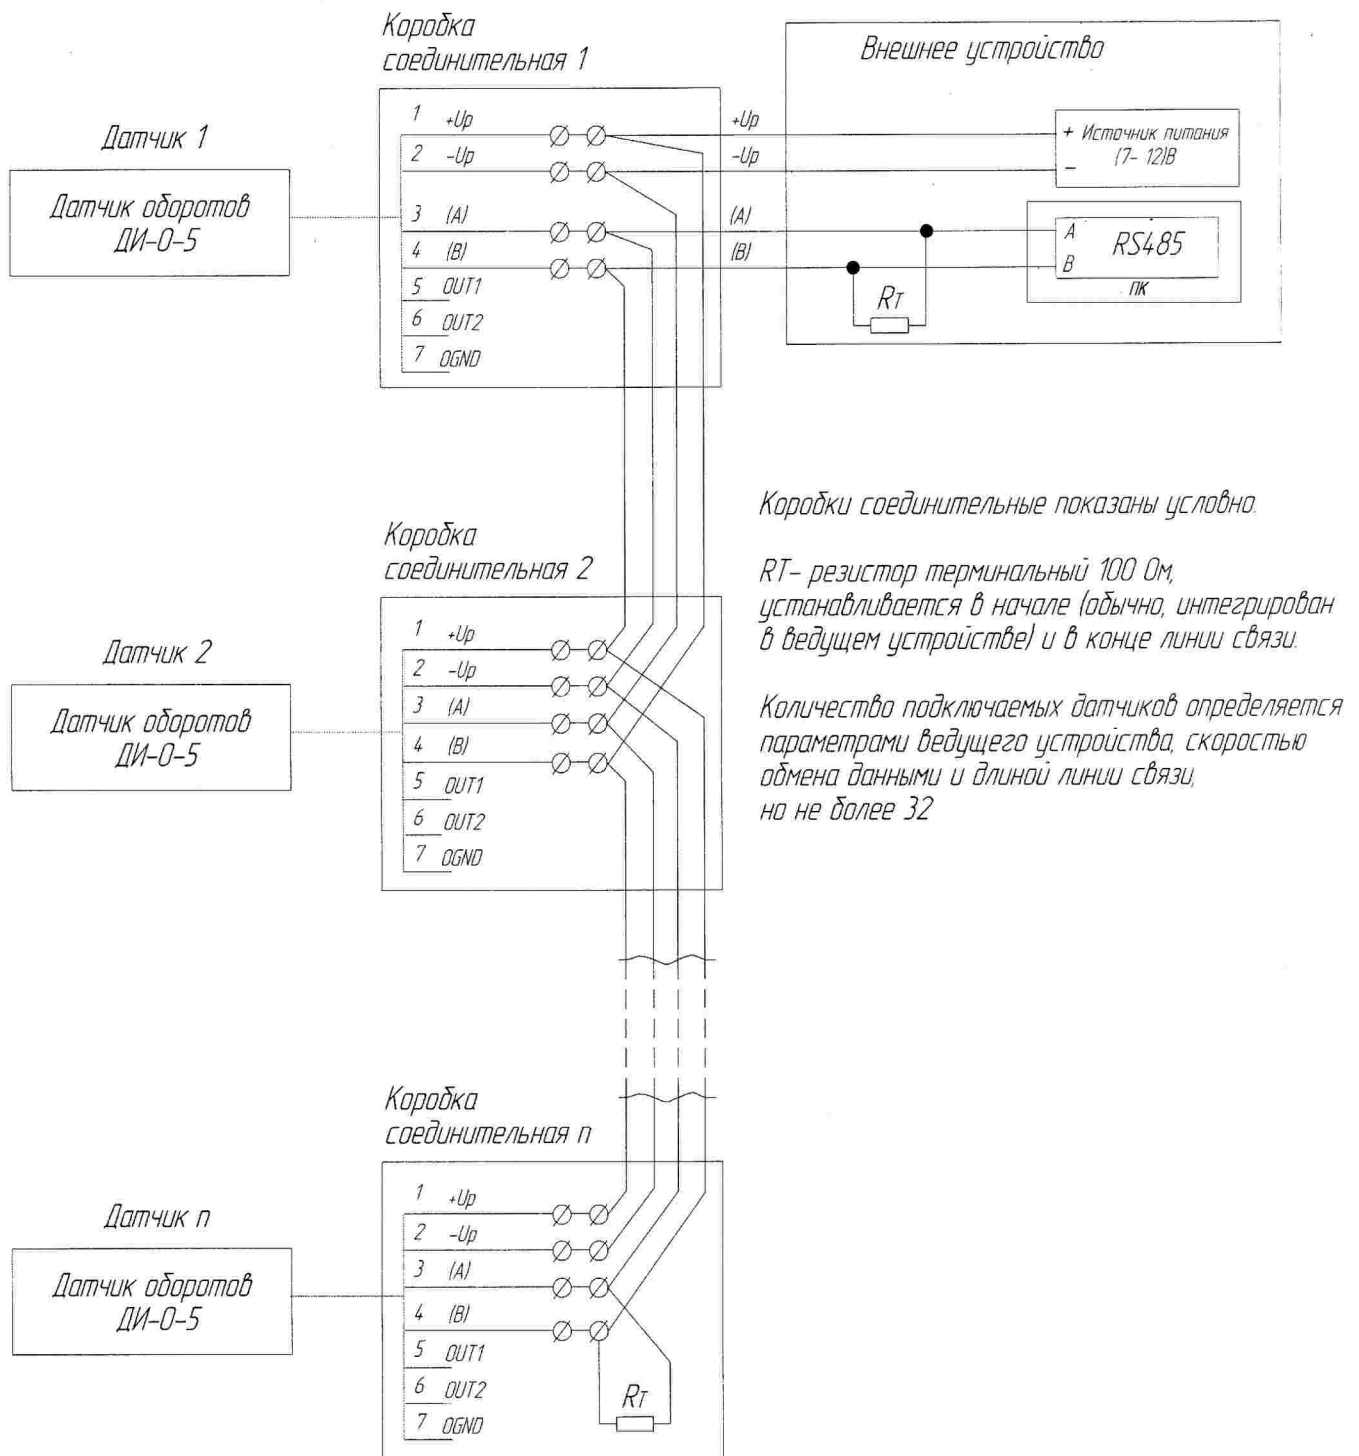 Коробка
соединительная 1
Внешнее устройство
Датчик 1
Датчик оборотов
ДИ-О-5
1 +Up
2 -Up
3 (A)
4 (B)
5 OUT1
6 OUT2
7 OGND
+Up
-Up
(A)
(B)
+ Источник питания
(7- 12)В
−
A
B
RS485
ПК
RT
Коробки соединительные показаны условно.
RT- резистор терминальный 100 Ом,
устанавливается в начале (обычно, интегрирован
в ведущем устройстве) и в конце линии связи.
Количество подключаемых датчиков определяется
параметрами ведущего устройства, скоростью
обмена данными и длиной линии связи,
но не более 32
Коробка
соединительная 2
Датчик 2
Датчик оборотов
ДИ-О-5
1 +Up
2 -Up
3 (A)
4 (B)
5 OUT1
6 OUT2
7 OGND
Коробка
соединительная n
Датчик n
Датчик оборотов
ДИ-О-5
1 +Up
2 -Up
3 (A)
4 (B)
5 OUT1
6 OUT2
7 OGND
RT